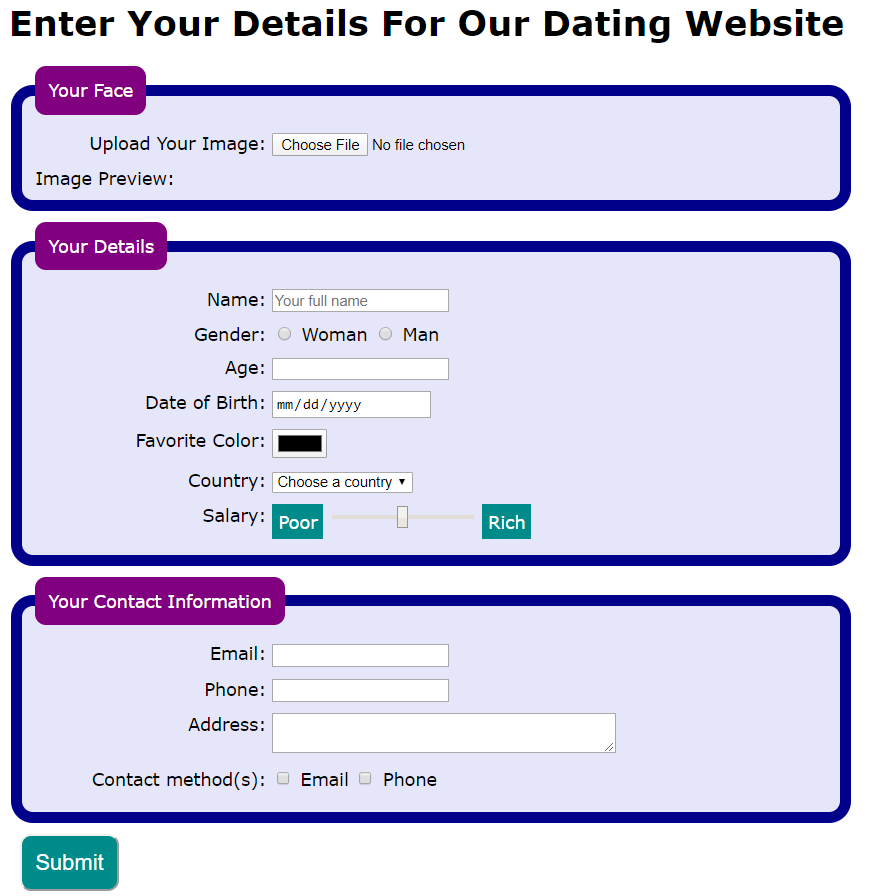 Enter Your Details For Our Dating Website
Your Face
Upload Your Image: Choose File No file chosen
Image Preview:
Your Details
Name: Your full name
Gender: Woman Man
Age:
Date of Birth: mm/dd/yyyy
Favorite Color:
Country: Choose a country
Salary: Poor Rich
Your Contact Information
Email:
Phone:
Address:
Contact method(s): Email Phone
Submit